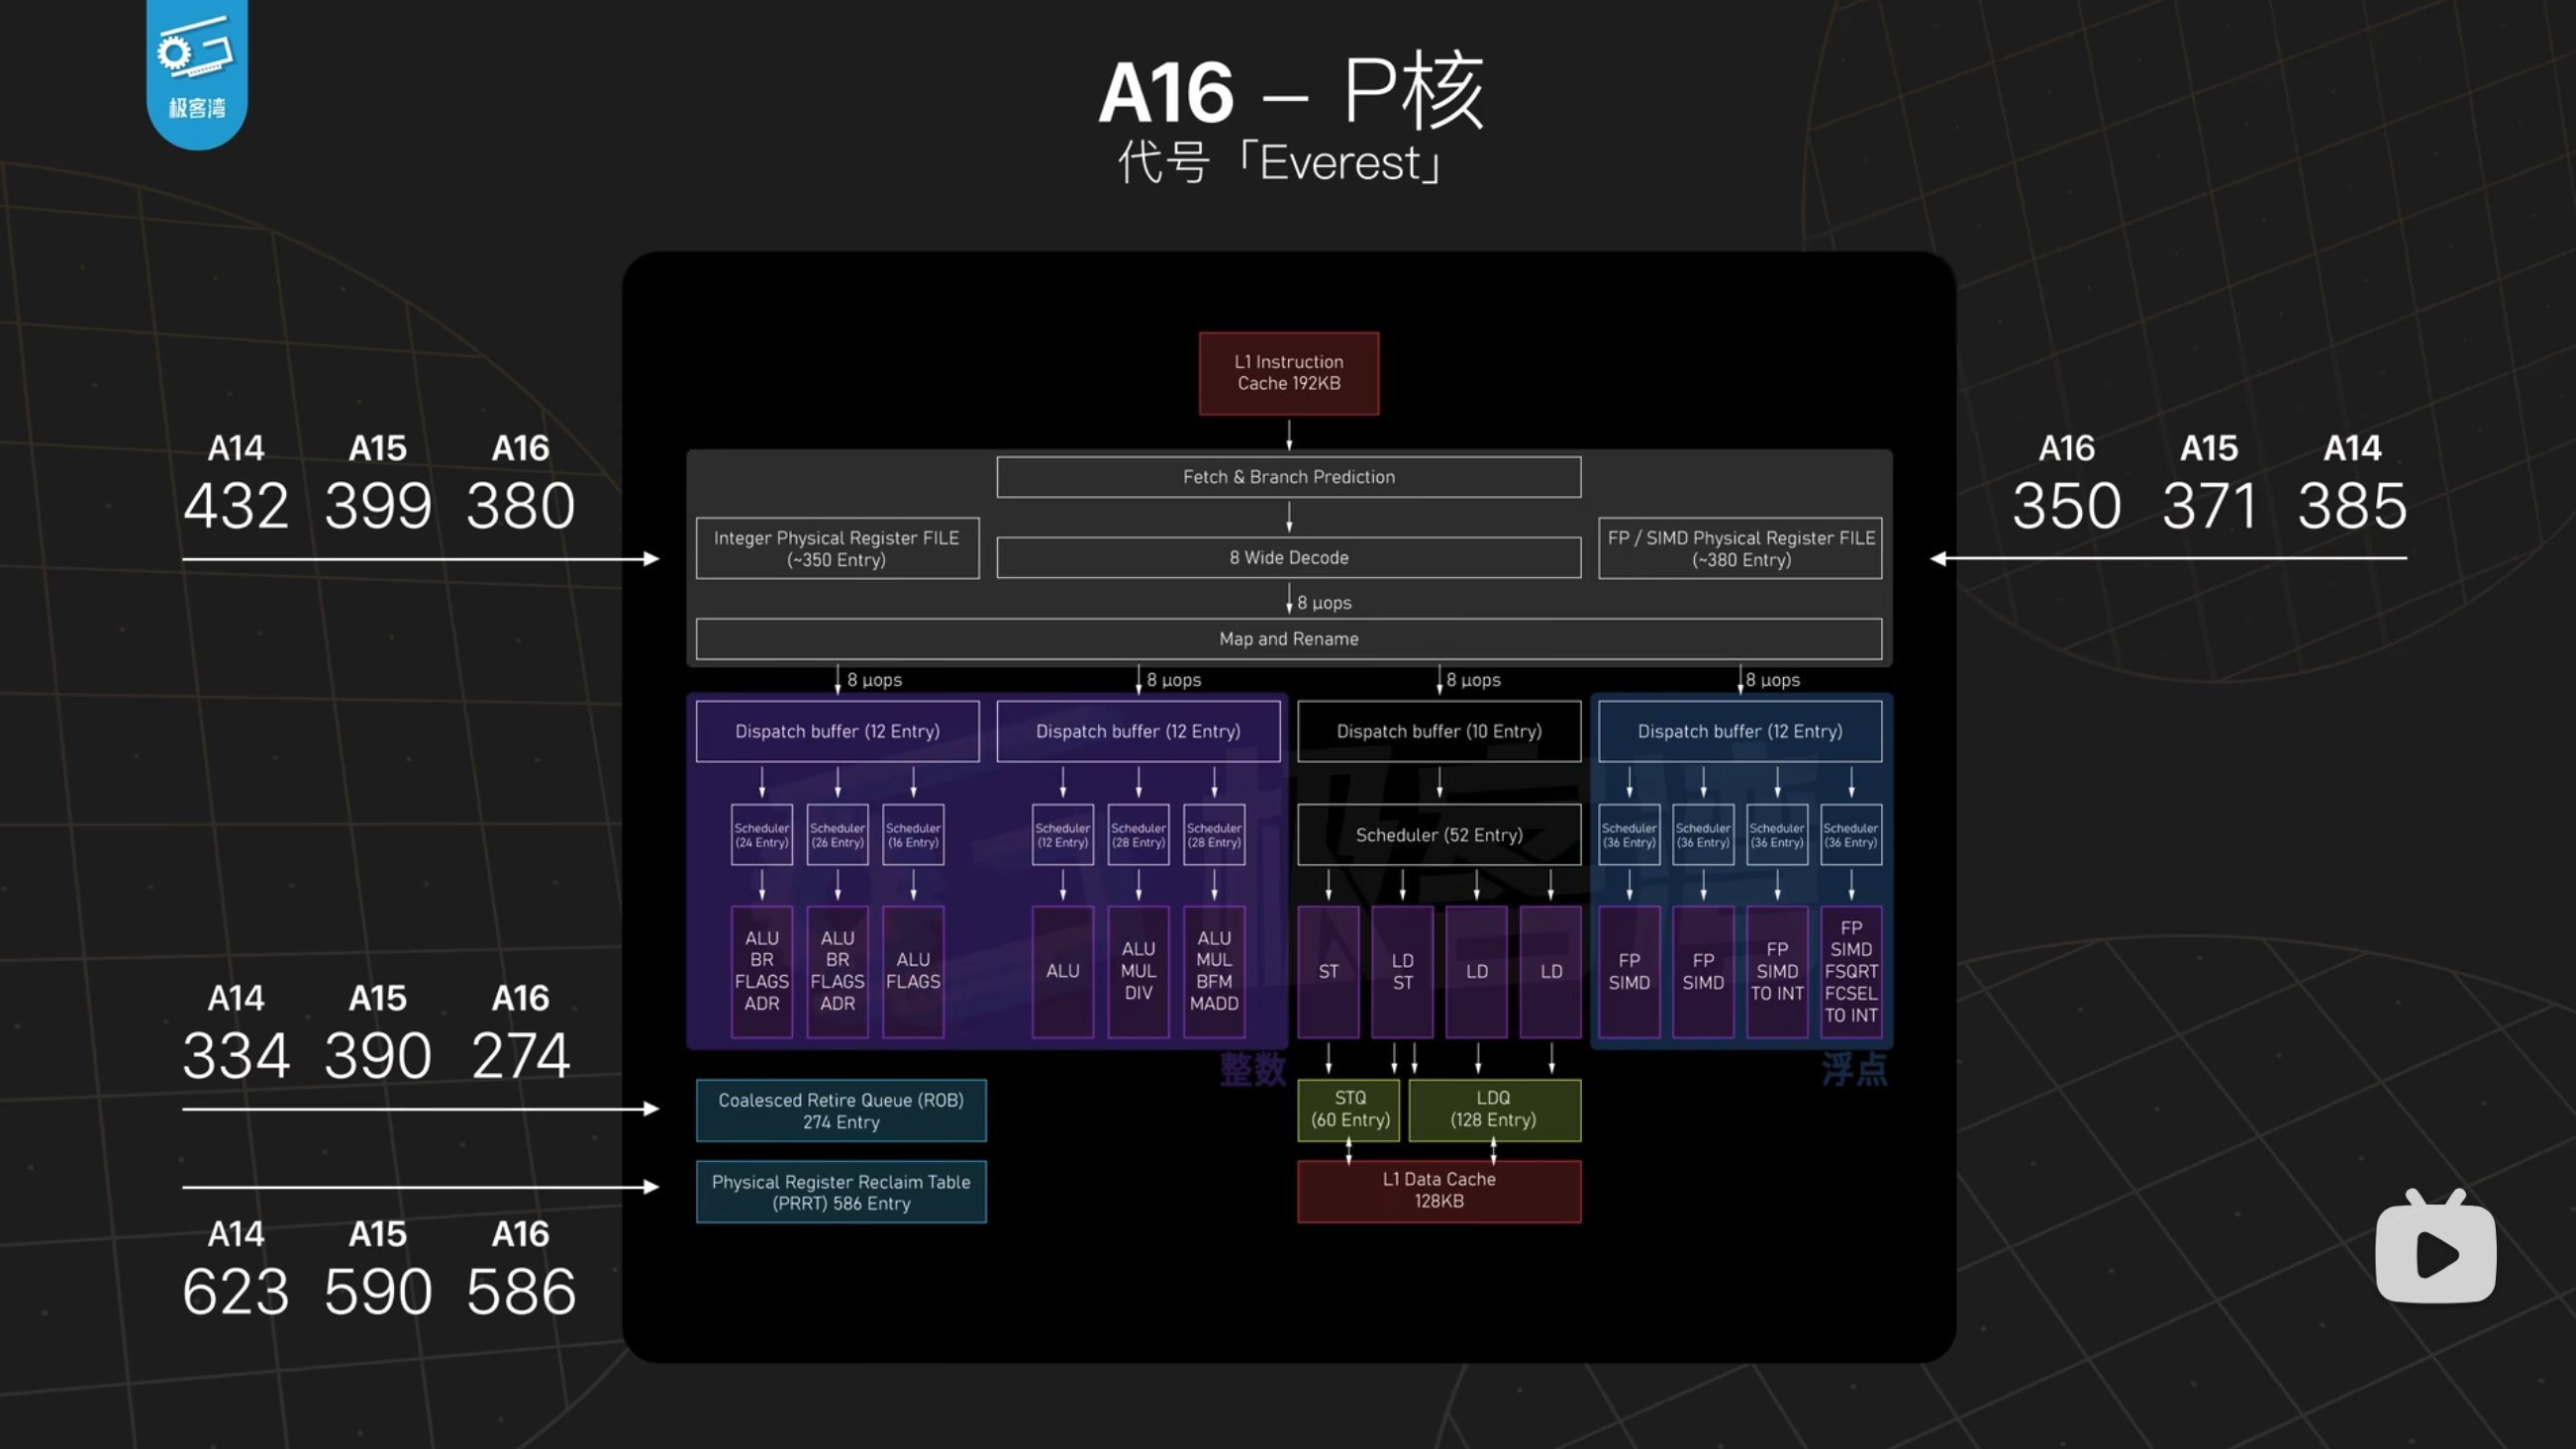 极客湾
A16 – P核
代号「Everest」
A14 A15 A16
432 399 380
A16 A15 A14
350 371 385
L1 Instruction
Cache 192KB
Fetch & Branch Prediction
Integer Physical Register FILE
(~350 Entry)
8 Wide Decode
FP / SIMD Physical Register FILE
(~380 Entry)
8 μops
Map and Rename
8 μops 8 μops 8 μops 8 μops
Dispatch buffer (12 Entry)
Dispatch buffer (12 Entry)
Dispatch buffer (10 Entry)
Dispatch buffer (12 Entry)
Scheduler
(24 Entry)
Scheduler
(26 Entry)
Scheduler
(16 Entry)
Scheduler
(12 Entry)
Scheduler
(28 Entry)
Scheduler
(28 Entry)
Scheduler (52 Entry)
Scheduler
(36 Entry)
Scheduler
(36 Entry)
Scheduler
(36 Entry)
Scheduler
(36 Entry)
ALU
BR
FLAGS
ADR
ALU
BR
FLAGS
ADR
ALU
FLAGS
ALU
ALU
MUL
DIV
ALU
MUL
BFM
MADD
ST
LD
ST
LD
LD
FP
SIMD
FP
SIMD
FP
SIMD
TO INT
FP
SIMD
FSQRT
FCSEL
TO INT
整数
浮点
A14 A15 A16
334 390 274
Coalesced Retire Queue (ROB)
274 Entry
STQ
(60 Entry)
LDQ
(128 Entry)
Physical Register Reclaim Table
(PRRT) 586 Entry
L1 Data Cache
128KB
A14 A15 A16
623 590 586
极客湾